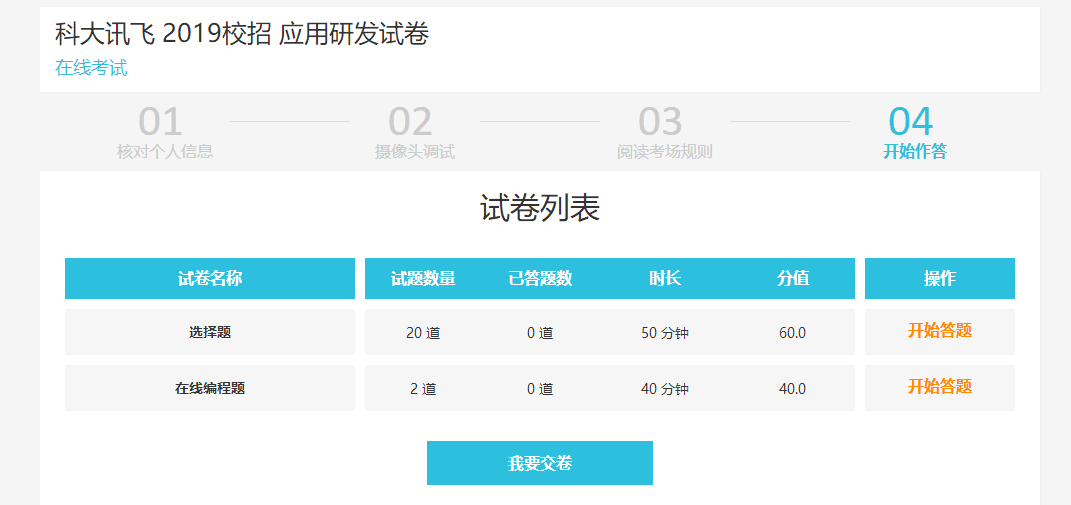 科大讯飞 2019校招 应用研发试卷
在线考试
01 02 03 04
核对个人信息 摄像头调试 阅读考场规则 开始作答
试卷列表
试卷名称 试题数量 已答题数 时长 分值 操作
选择题 20 道 0 道 50 分钟 60.0 开始答题
在线编程题 2 道 0 道 40 分钟 40.0 开始答题
我要交卷